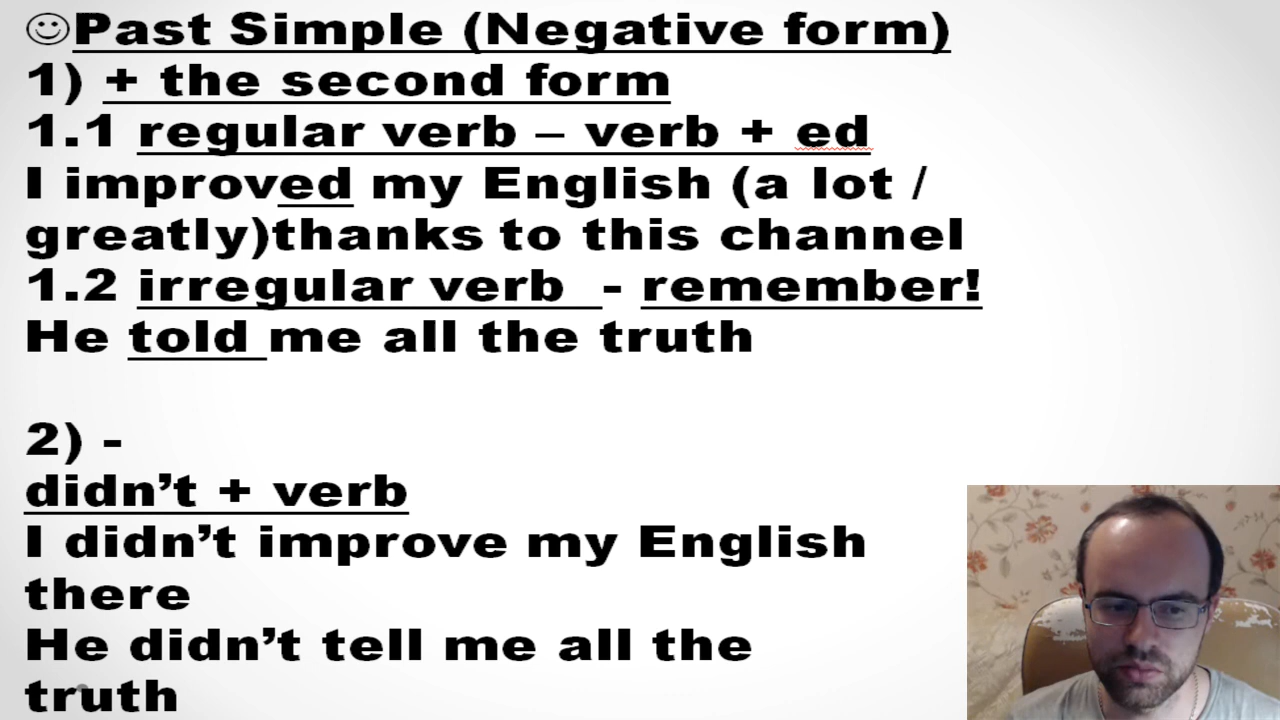 ☺Past Simple (Negative form)
1) + the second form
1.1 regular verb – verb + ed
I improved my English (a lot /
greatly)thanks to this channel
1.2 irregular verb - remember!
He told me all the truth
2) -
didn’t + verb
I didn’t improve my English
there
He didn’t tell me all the
truth